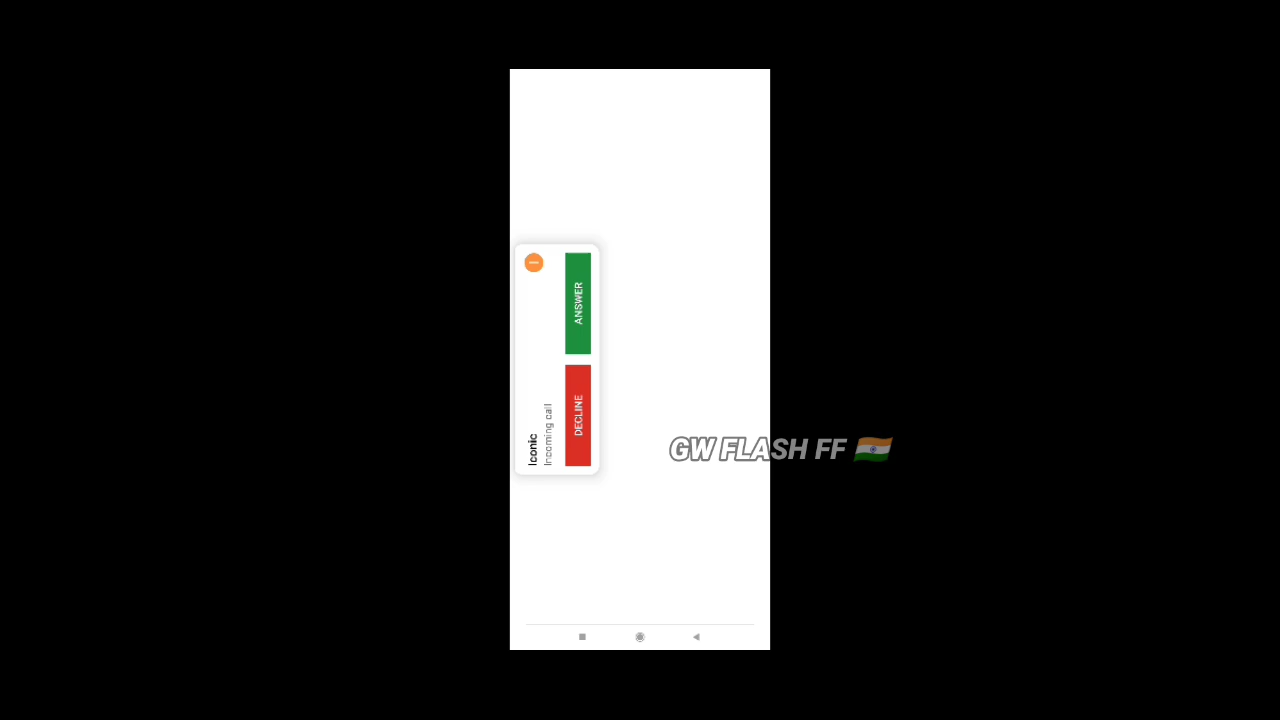 Iconic
Incoming call
I
DECLINE
ANSWER
GW FLASH FF 🇮🇳